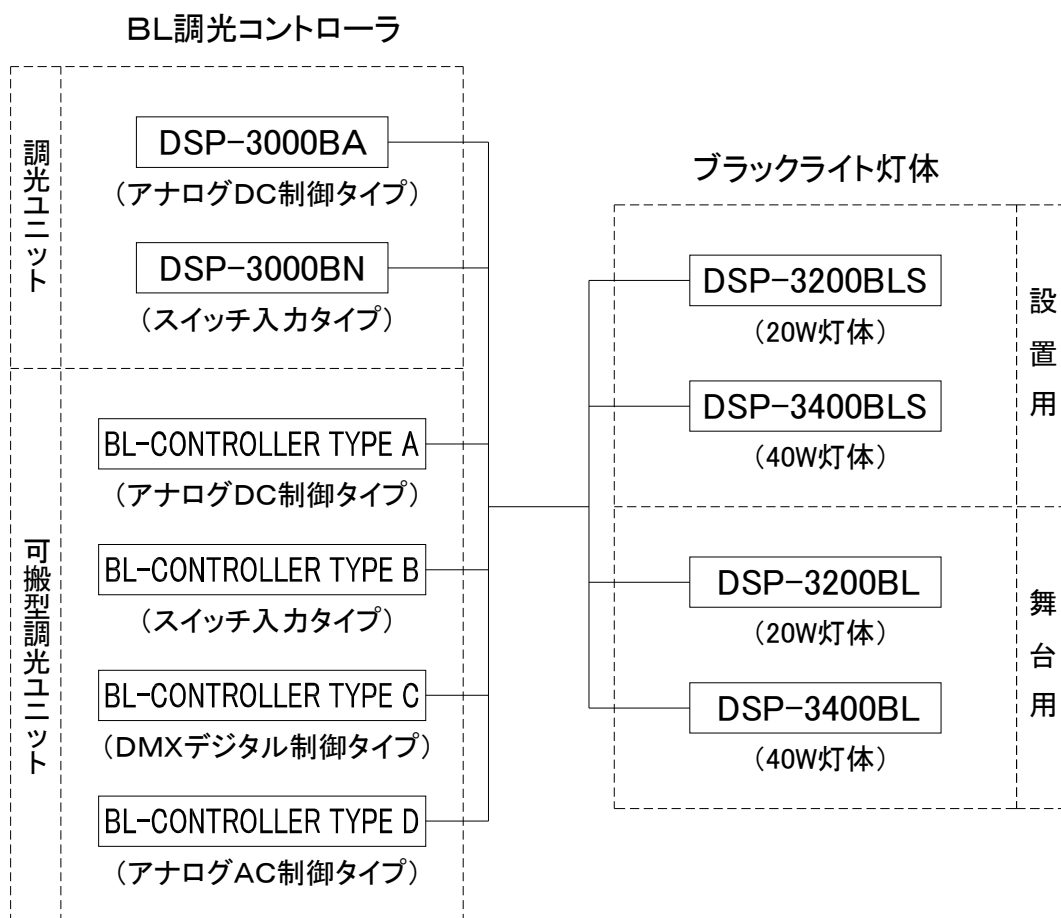 BL調光コントローラ
調光ユニット
DSP-3000BA
(アナログDC制御タイプ)
DSP-3000BN
(スイッチ入力タイプ)
可搬型調光ユニット
BL-CONTROLLER TYPE A
(アナログDC制御タイプ)
BL-CONTROLLER TYPE B
(スイッチ入力タイプ)
BL-CONTROLLER TYPE C
(DMXデジタル制御タイプ)
BL-CONTROLLER TYPE D
(アナログAC制御タイプ)
ブラックライト灯体
DSP-3200BLS
(20W灯体)
DSP-3400BLS
(40W灯体)
設置用
DSP-3200BL
(20W灯体)
DSP-3400BL
(40W灯体)
舞台用